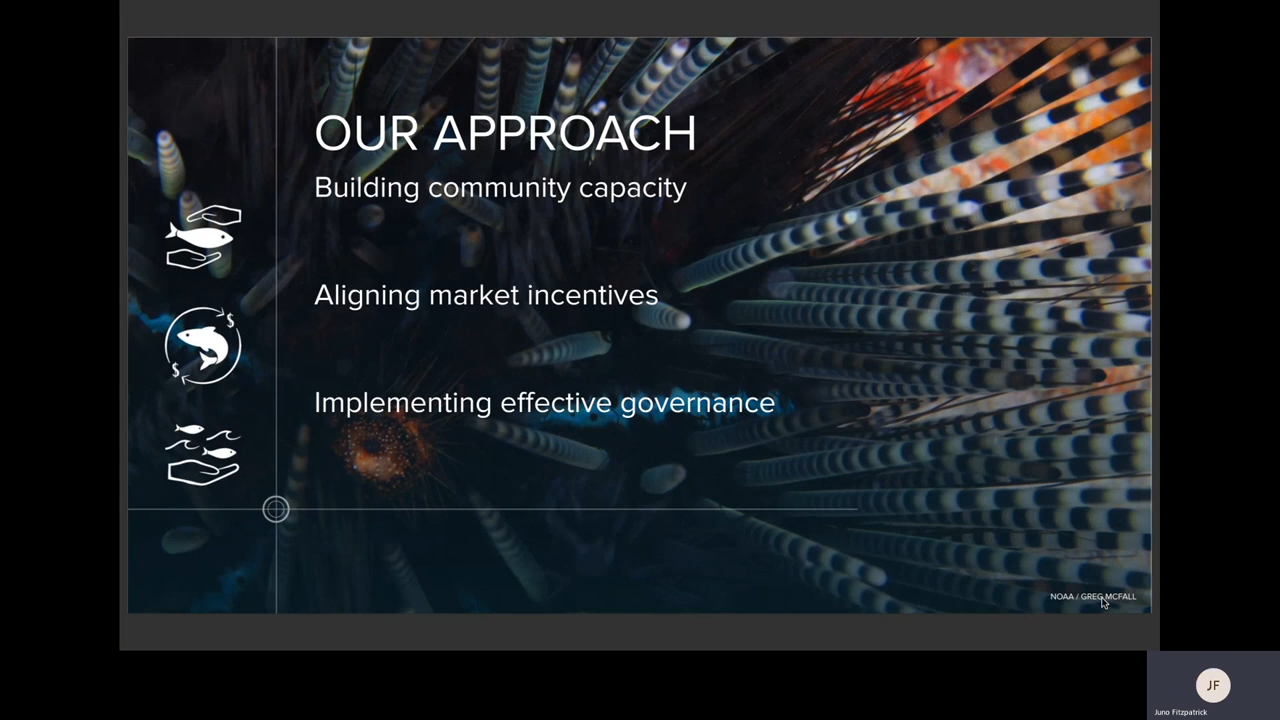 OUR APPROACH
Building community capacity
Aligning market incentives
$
$
Implementing effective governance
NOAA / GREG MCFALL
JF
Juno Fitzpatrick